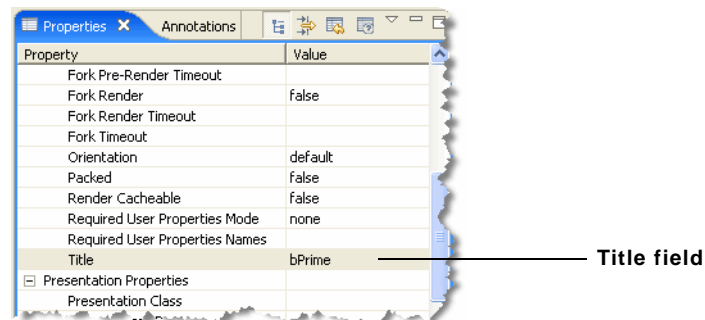 Properties Annotations
Property Value
Fork Pre-Render Timeout
Fork Render false
Fork Render Timeout
Fork Timeout
Orientation default
Packed false
Render Cacheable false
Required User Properties Mode none
Required User Properties Names
Title bPrime
Title field
Presentation Properties
Presentation Class